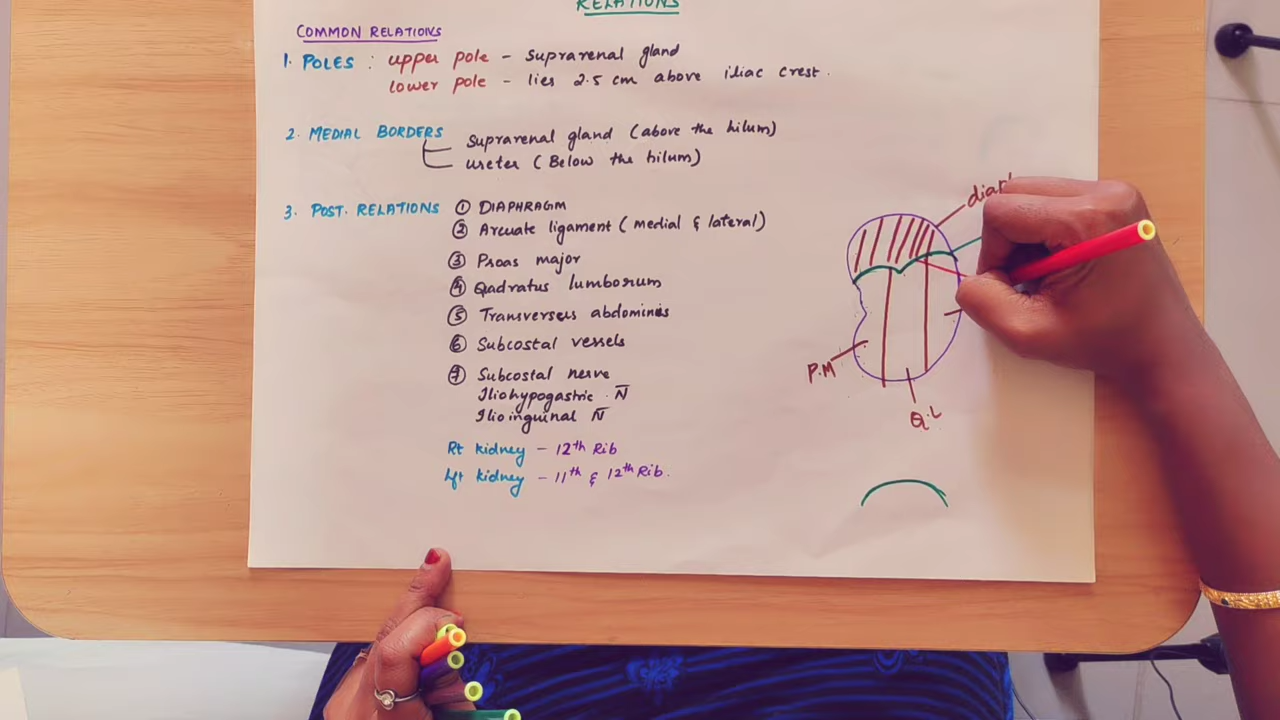 RELATIONS
COMMON RELATIONS
1. POLES : upper pole - suprarenal gland
lower pole - lies 2.5 cm above iliac crest.
2. MEDIAL BORDERS
suprarenal gland (above the hilum)
ureter (Below the hilum)
3. POST. RELATIONS ① DIAPHRAGM
② Arcuate ligament (medial & lateral)
③ Psoas major
④ Qadratus lumborum
⑤ Transversus abdominis
⑥ Subcostal vessels
⑦ Subcostal nerve
Iliohypogastric N̅
Ilioinguinal N̅
Rt kidney - 12th Rib
Lft kidney - 11th & 12th Rib.
P.M
Q.L